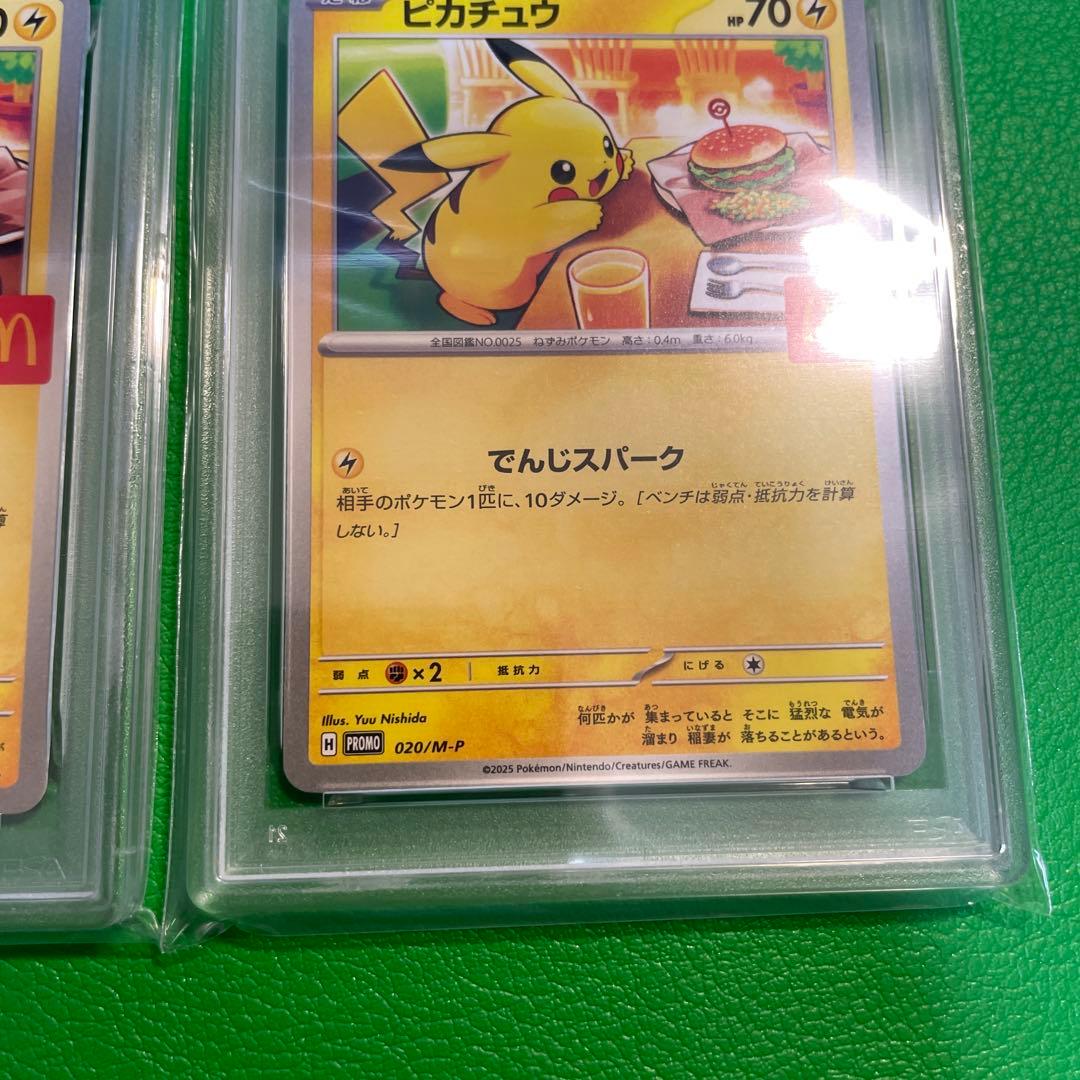 ピカチュウ
HP70
全国図鑑NO.0025 ねずみポケモン 高さ:0.4m 重さ:6.0kg
でんじスパーク
相手のポケモン1匹に、10ダメージ。[ベンチは弱点・抵抗力を計算
しない。]
弱点 ×2 抵抗力 にげる
Illus. Yuu Nishida
何匹かが 集まっていると そこに 猛烈な 電気が
溜まり 稲妻が 落ちることがあるという。
H PROMO 020/M-P
©2025 Pokémon/Nintendo/Creatures/GAME FREAK.